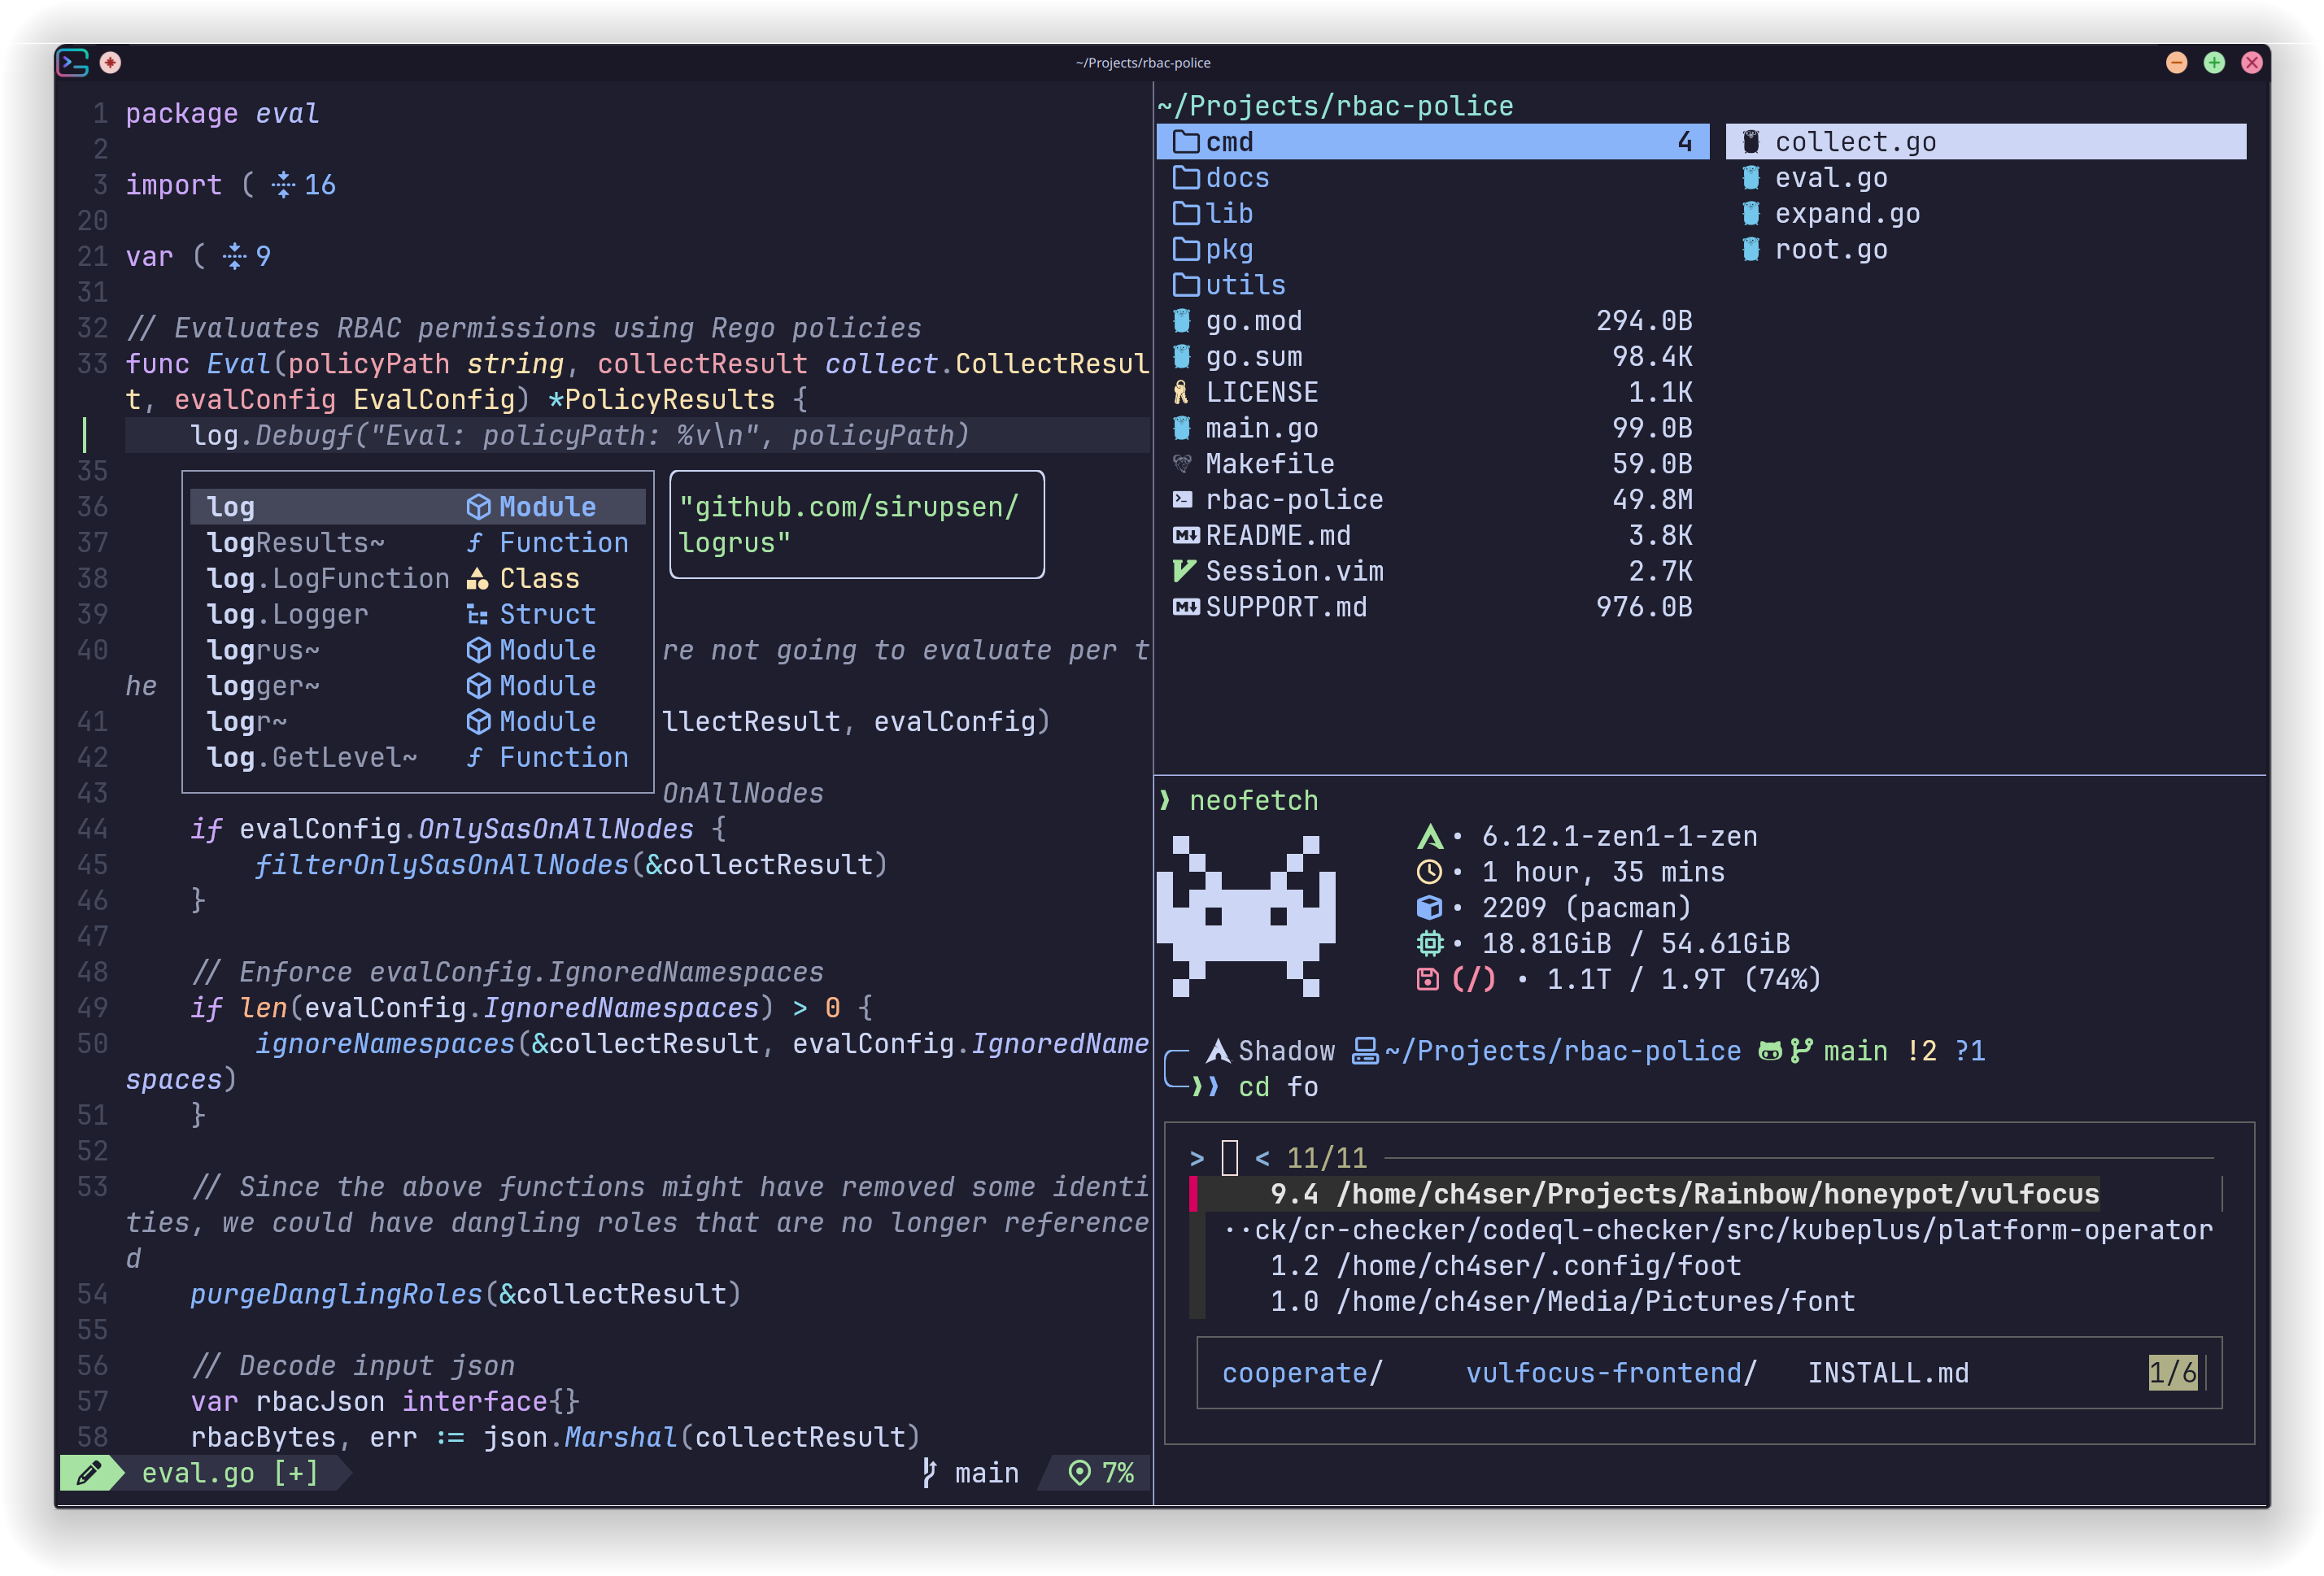 ~/Projects/rbac-police
1 package eval
2
3 import ( 16
20
21 var ( 9
31
32 // Evaluates RBAC permissions using Rego policies
33 func Eval(policyPath string, collectResult collect.CollectResul
t, evalConfig EvalConfig) *PolicyResults {
log.Debugf("Eval: policyPath: %v\n", policyPath)
35
36
37
38
39
40 re not going to evaluate per t
he
41 llectResult, evalConfig)
42
43 OnAllNodes
log Module
logResults~ Function
log.LogFunction Class
log.Logger Struct
logrus~ Module
logger~ Module
logr~ Module
log.GetLevel~ Function
"github.com/sirupsen/
logrus"
44 if evalConfig.OnlySasOnAllNodes {
45 filterOnlySasOnAllNodes(&collectResult)
46 }
47
48 // Enforce evalConfig.IgnoredNamespaces
49 if len(evalConfig.IgnoredNamespaces) > 0 {
50 ignoreNamespaces(&collectResult, evalConfig.IgnoredName
spaces)
51 }
52
53 // Since the above functions might have removed some identi
ties, we could have dangling roles that are no longer reference
d
54 purgeDanglingRoles(&collectResult)
55
56 // Decode input json
57 var rbacJson interface{}
58 rbacBytes, err := json.Marshal(collectResult)
eval.go [+] main 7%
~/Projects/rbac-police
cmd 4
docs
lib
pkg
utils
go.mod 294.0B
go.sum 98.4K
LICENSE 1.1K
main.go 99.0B
Makefile 59.0B
rbac-police 49.8M
README.md 3.8K
Session.vim 2.7K
SUPPORT.md 976.0B
collect.go
eval.go
expand.go
root.go
❯ neofetch
• 6.12.1-zen1-1-zen
• 1 hour, 35 mins
• 2209 (pacman)
• 18.81GiB / 54.61GiB
(/) • 1.1T / 1.9T (74%)
Shadow ~/Projects/rbac-police main !2 ?1
❯❯ cd fo
> < 11/11
9.4 /home/ch4ser/Projects/Rainbow/honeypot/vulfocus
··ck/cr-checker/codeql-checker/src/kubeplus/platform-operator
1.2 /home/ch4ser/.config/foot
1.0 /home/ch4ser/Media/Pictures/font
cooperate/ vulfocus-frontend/ INSTALL.md 1/6